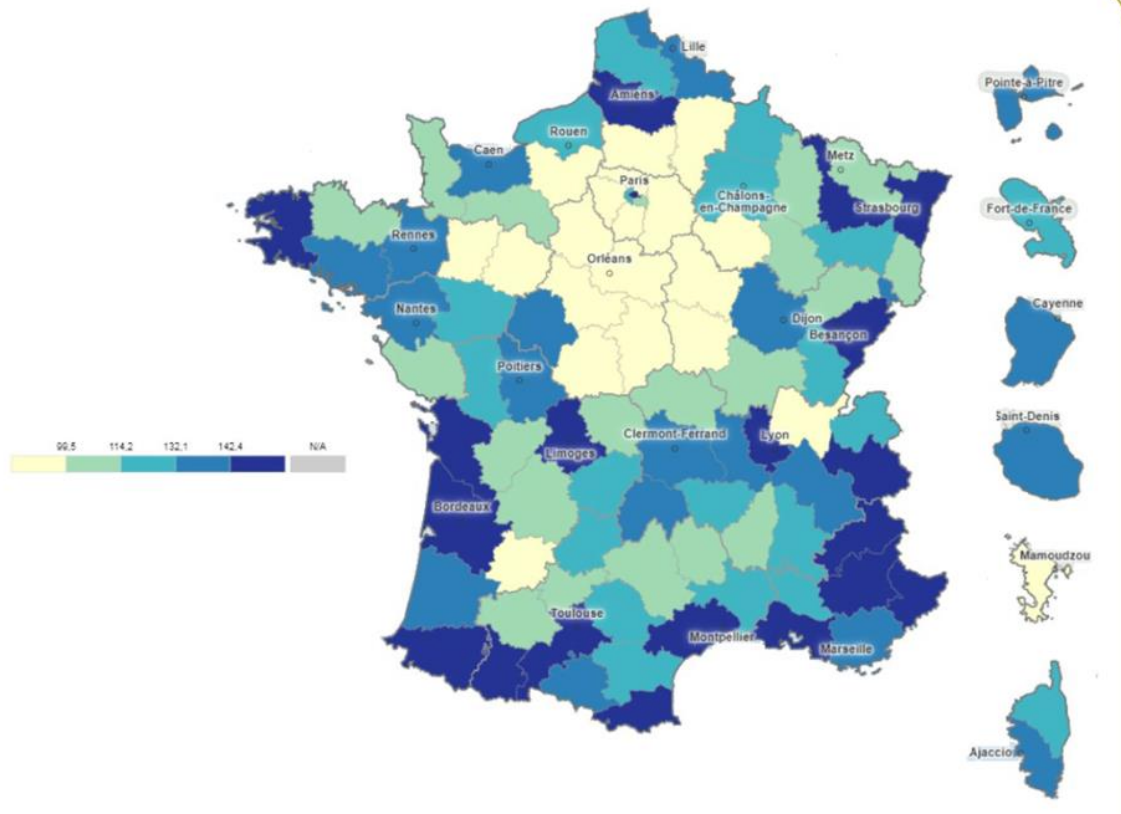 Lille
Pointe-à-Pitre
Amiens
Rouen
Metz
Caen
Paris
Châlons-
en-Champagne
Strasbourg
Fort-de-France
Rennes
Orléans
Cayenne
Nantes
Dijon
Besançon
Poitiers
Saint-Denis
Clermont-Ferrand
Lyon
99,5 114,2 132,1 142,4 N/A
Limoges
Bordeaux
Mamoudzou
Toulouse
Montpellier
Marseille
Ajaccio